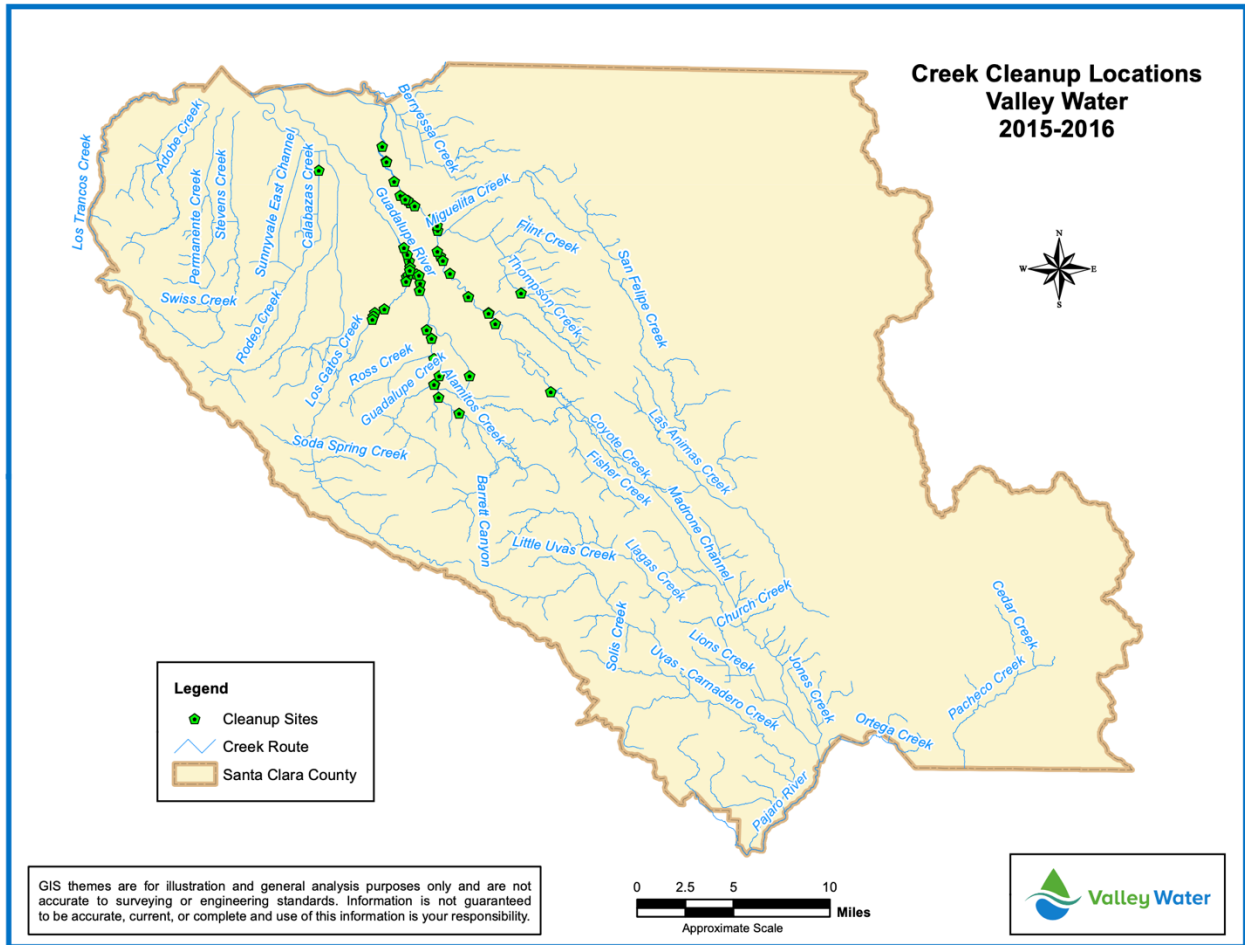 Creek Cleanup Locations
Valley Water
2015-2016
N
W
E
S
Los Trancos Creek
Adobe Creek
Permanente Creek
Stevens Creek
Sunnyvale East Channel
Calabazas Creek
Berryessa Creek
Guadalupe River
Miguelita Creek
Flint Creek
Thompson Creek
San Felipe Creek
Swiss Creek
Rodeo Creek
Los Gatos Creek
Ross Creek
Guadalupe Creek
Alamitos Creek
Soda Spring Creek
Barrett Canyon
Coyote Creek
Fisher Creek
Las Animas Creek
Madrone Channel
Little Uvas Creek
Llagas Creek
Church Creek
Solis Creek
Lions Creek
Uvas - Carnadero Creek
Jones Creek
Cedar Creek
Pacheco Creek
Ortega Creek
Pajaro River
Legend
Cleanup Sites
Creek Route
Santa Clara County
GIS themes are for illustration and general analysis purposes only and are not
accurate to surveying or engineering standards. Information is not guaranteed
to be accurate, current, or complete and use of this information is your responsibility.
0 2.5 5 10
Miles
Approximate Scale
Valley Water